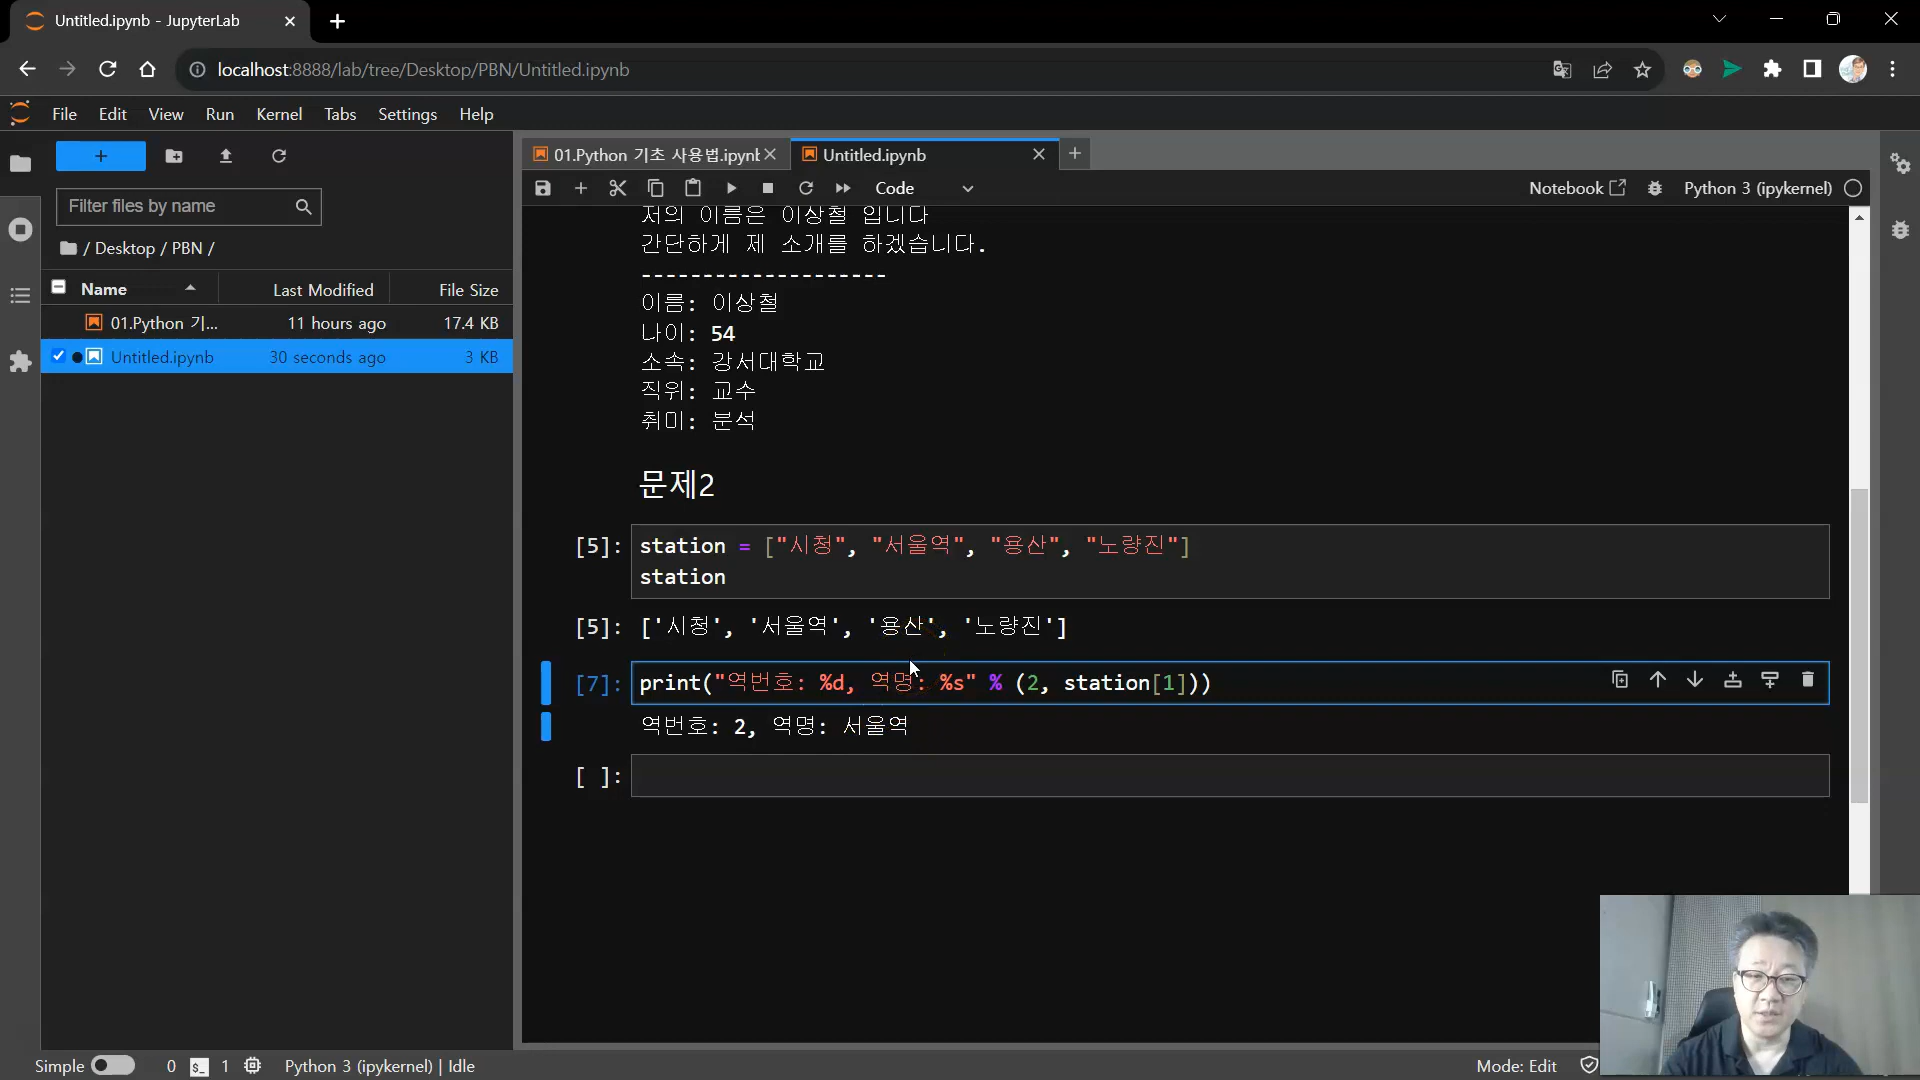 Untitled.ipynb - JupyterLab
localhost:8888/lab/tree/Desktop/PBN/Untitled.ipynb
File Edit View Run Kernel Tabs Settings Help
Filter files by name
/ Desktop / PBN /
Name Last Modified File Size
01.Python 기... 11 hours ago 17.4 KB
Untitled.ipynb 30 seconds ago 3 KB
01.Python 기초 사용법.ipynb Untitled.ipynb
Code Notebook Python 3 (ipykernel)
저의 이름은 이상철 입니다
간단하게 제 소개를 하겠습니다.
--------------------
이름: 이상철
나이: 54
소속: 강서대학교
직위: 교수
취미: 분석
문제2
[5]: station = ["시청", "서울역", "용산", "노량진"]
station
[5]: ['시청', '서울역', '용산', '노량진']
[7]: print("역번호: %d, 역명: %s" % (2, station[1]))
역번호: 2, 역명: 서울역
[ ]:
Simple 0 $_ 1 Python 3 (ipykernel) | Idle Mode: Edit